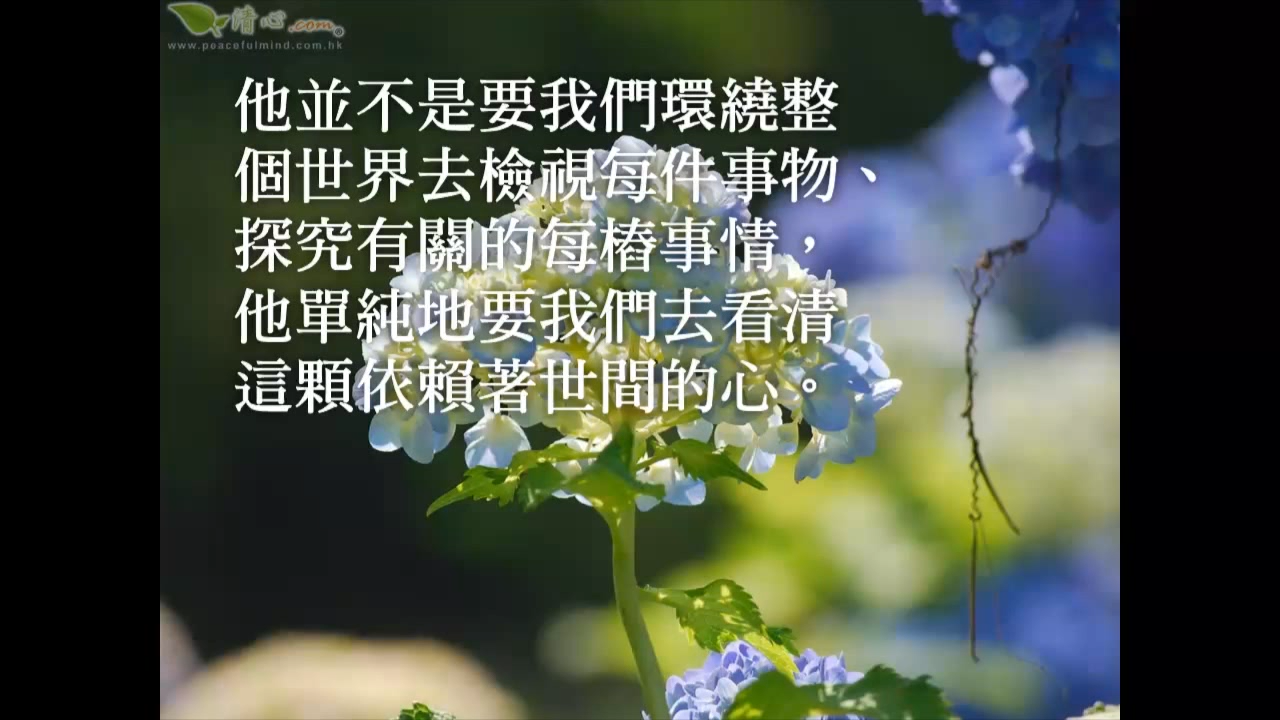 清心.com
www.peacefulmind.com.hk
他並不是要我們環繞整
個世界去檢視每件事物、
探究有關的每樁事情，
他單純地要我們去看清
這顆依賴著世間的心。